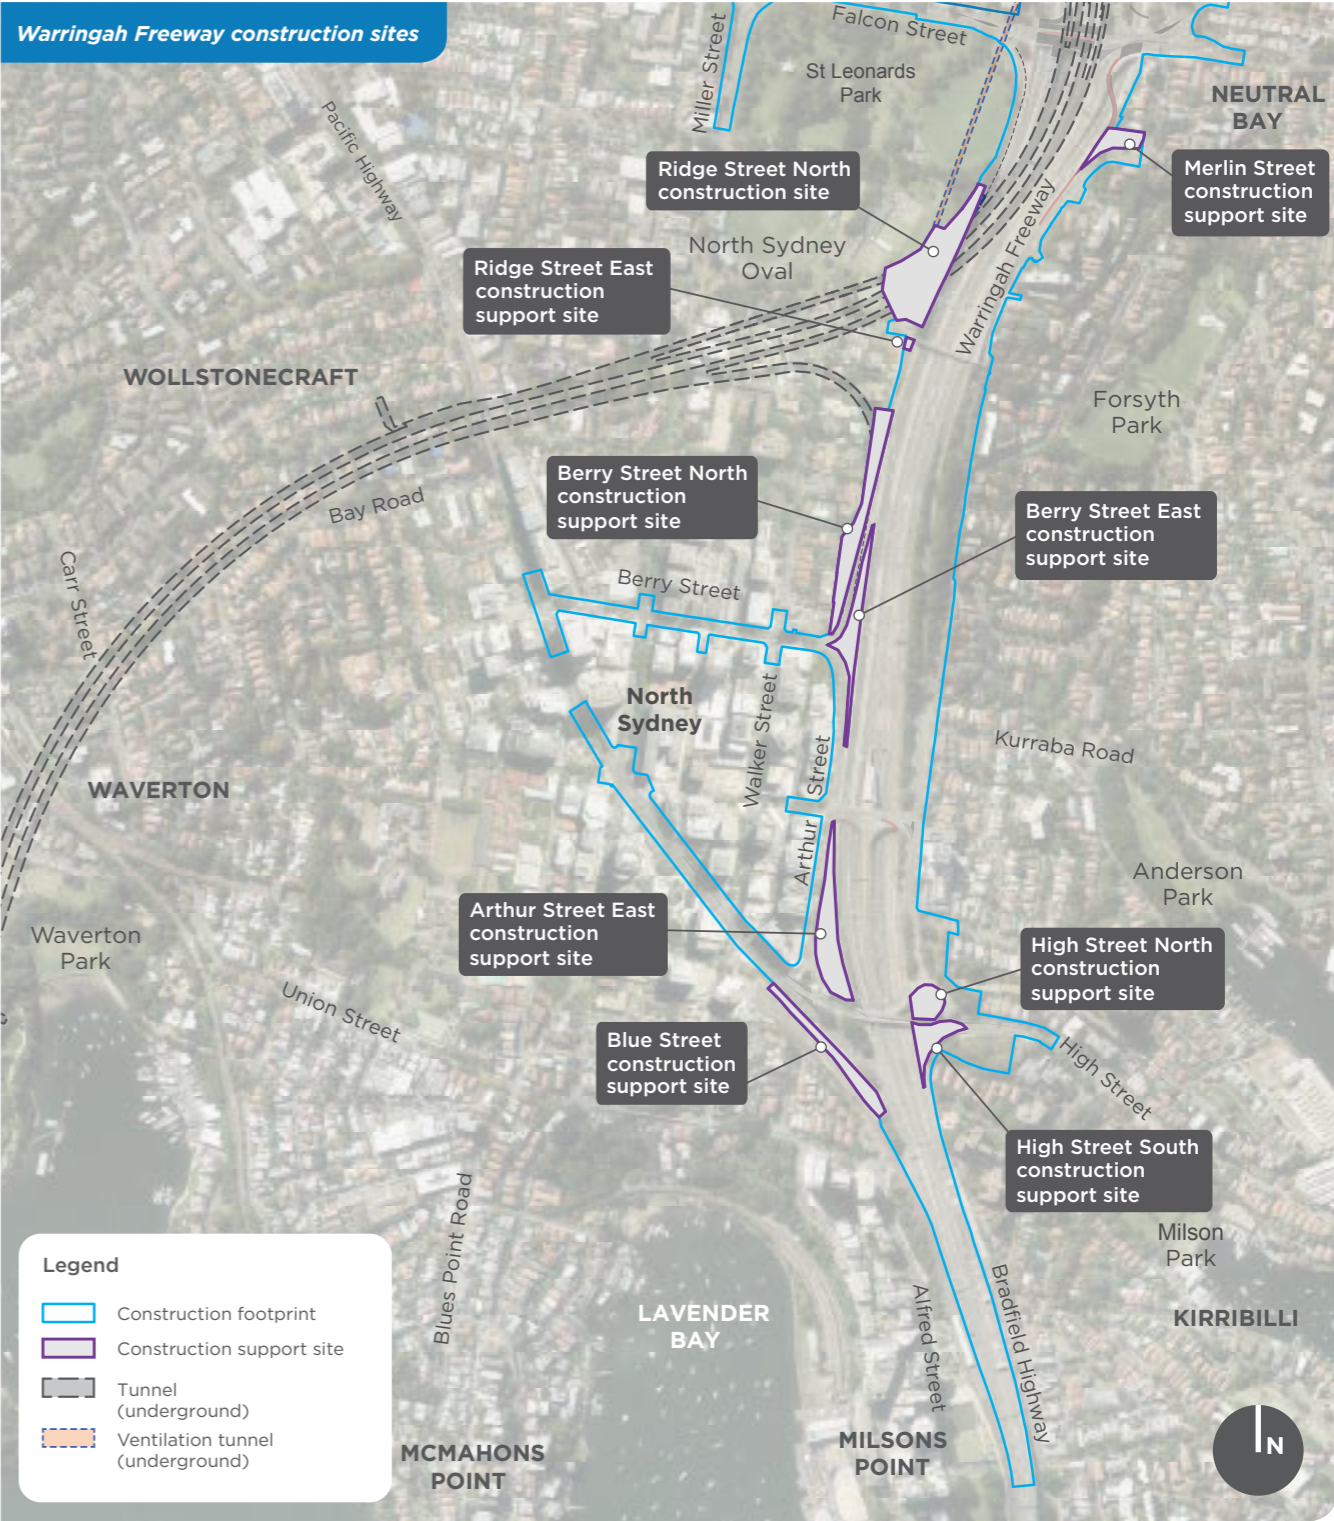 Warringah Freeway construction sites
Miller Street
Falcon Street
St Leonards
Park
Pacific Highway
NEUTRAL
BAY
Ridge Street North
construction site
Merlin Street
construction
support site
Warringah Freeway
North Sydney
Oval
Ridge Street East
construction
support site
WOLLSTONECRAFT
Forsyth
Park
Bay Road
Berry Street North
construction
support site
Berry Street East
construction
support site
Carr Street
Berry Street
North
Sydney
Walker Street
Arthur Street
Kurraba Road
WAVERTON
Anderson
Park
Waverton
Park
Arthur Street East
construction
support site
High Street North
construction
support site
Union Street
Blue Street
construction
support site
High Street
High Street South
construction
support site
Blues Point Road
Milson
Park
Legend
Construction footprint
Construction support site
Tunnel
(underground)
Ventilation tunnel
(underground)
LAVENDER
BAY
Alfred Street
Bradfield Highway
KIRRIBILLI
MCMAHONS
POINT
MILSONS
POINT
N